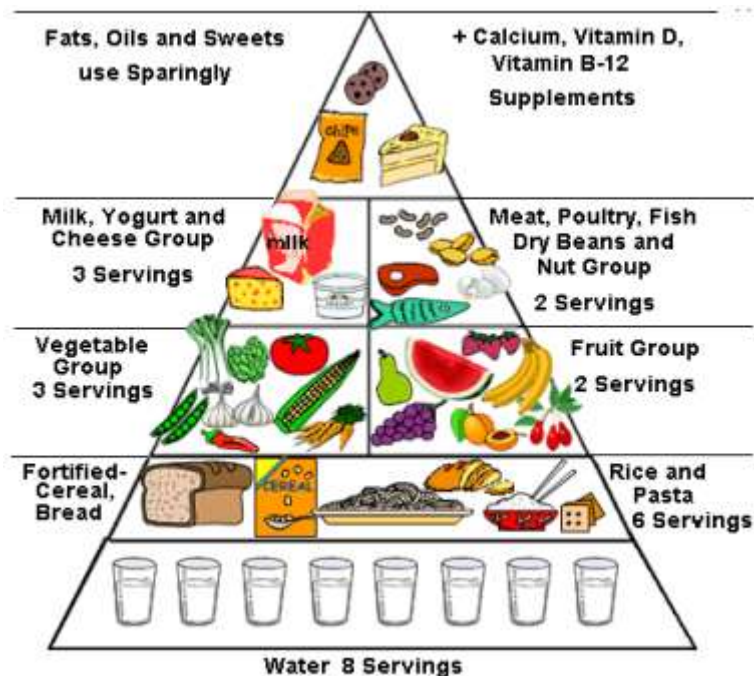 Fats, Oils and Sweets
use Sparingly
+ Calcium, Vitamin D,
Vitamin B-12
Supplements
chips
Milk, Yogurt and
Cheese Group
3 Servings
milk
Meat, Poultry, Fish
Dry Beans and
Nut Group
2 Servings
Vegetable
Group
3 Servings
Fruit Group
2 Servings
Fortified-
Cereal,
Bread
CEREAL
Rice and
Pasta
6 Servings
Water 8 Servings